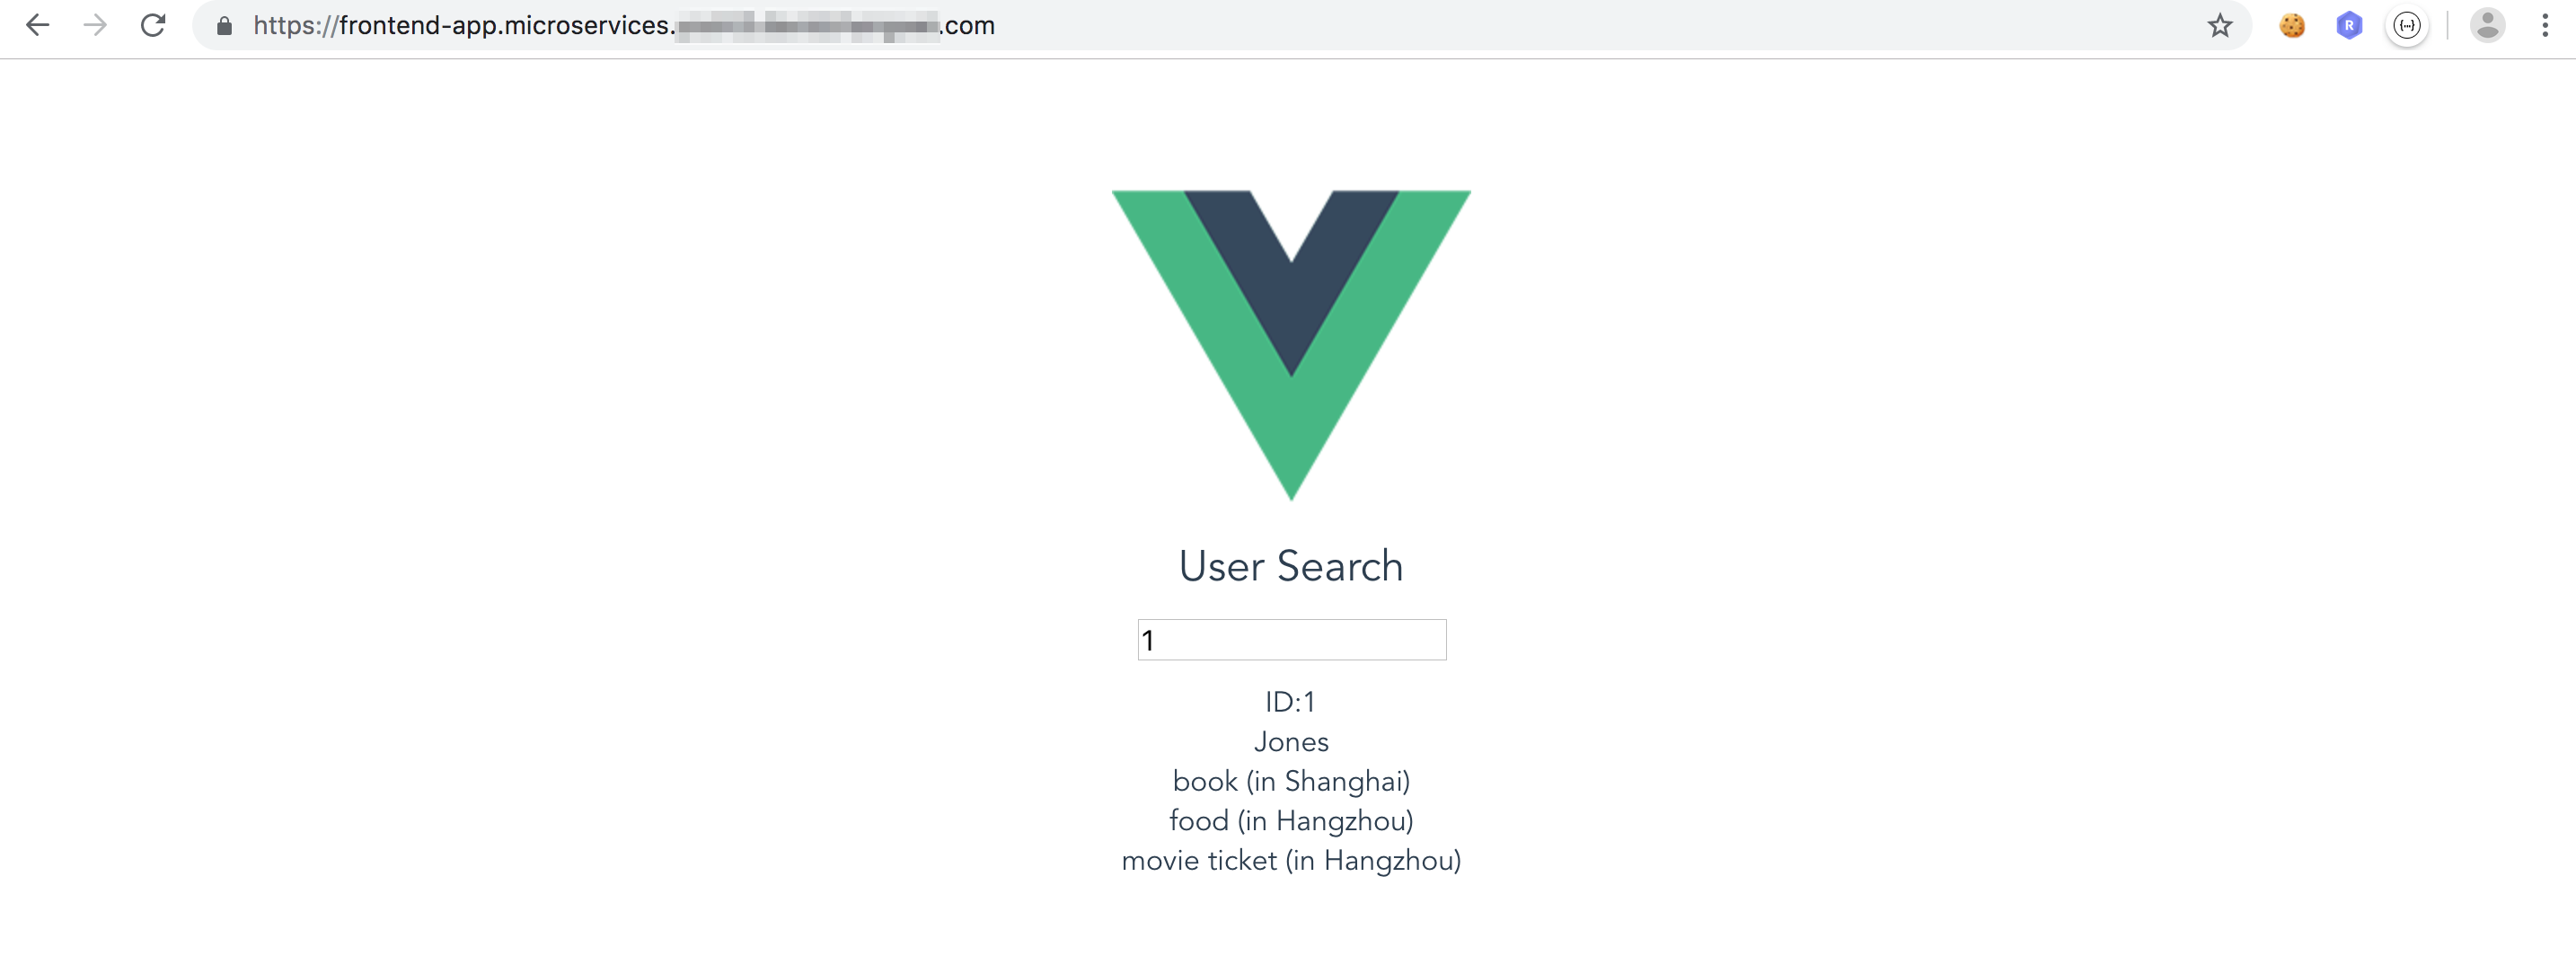 https://frontend-app.microservices. .com
R
{...}
User Search
1
ID:1
Jones
book (in Shanghai)
food (in Hangzhou)
movie ticket (in Hangzhou)